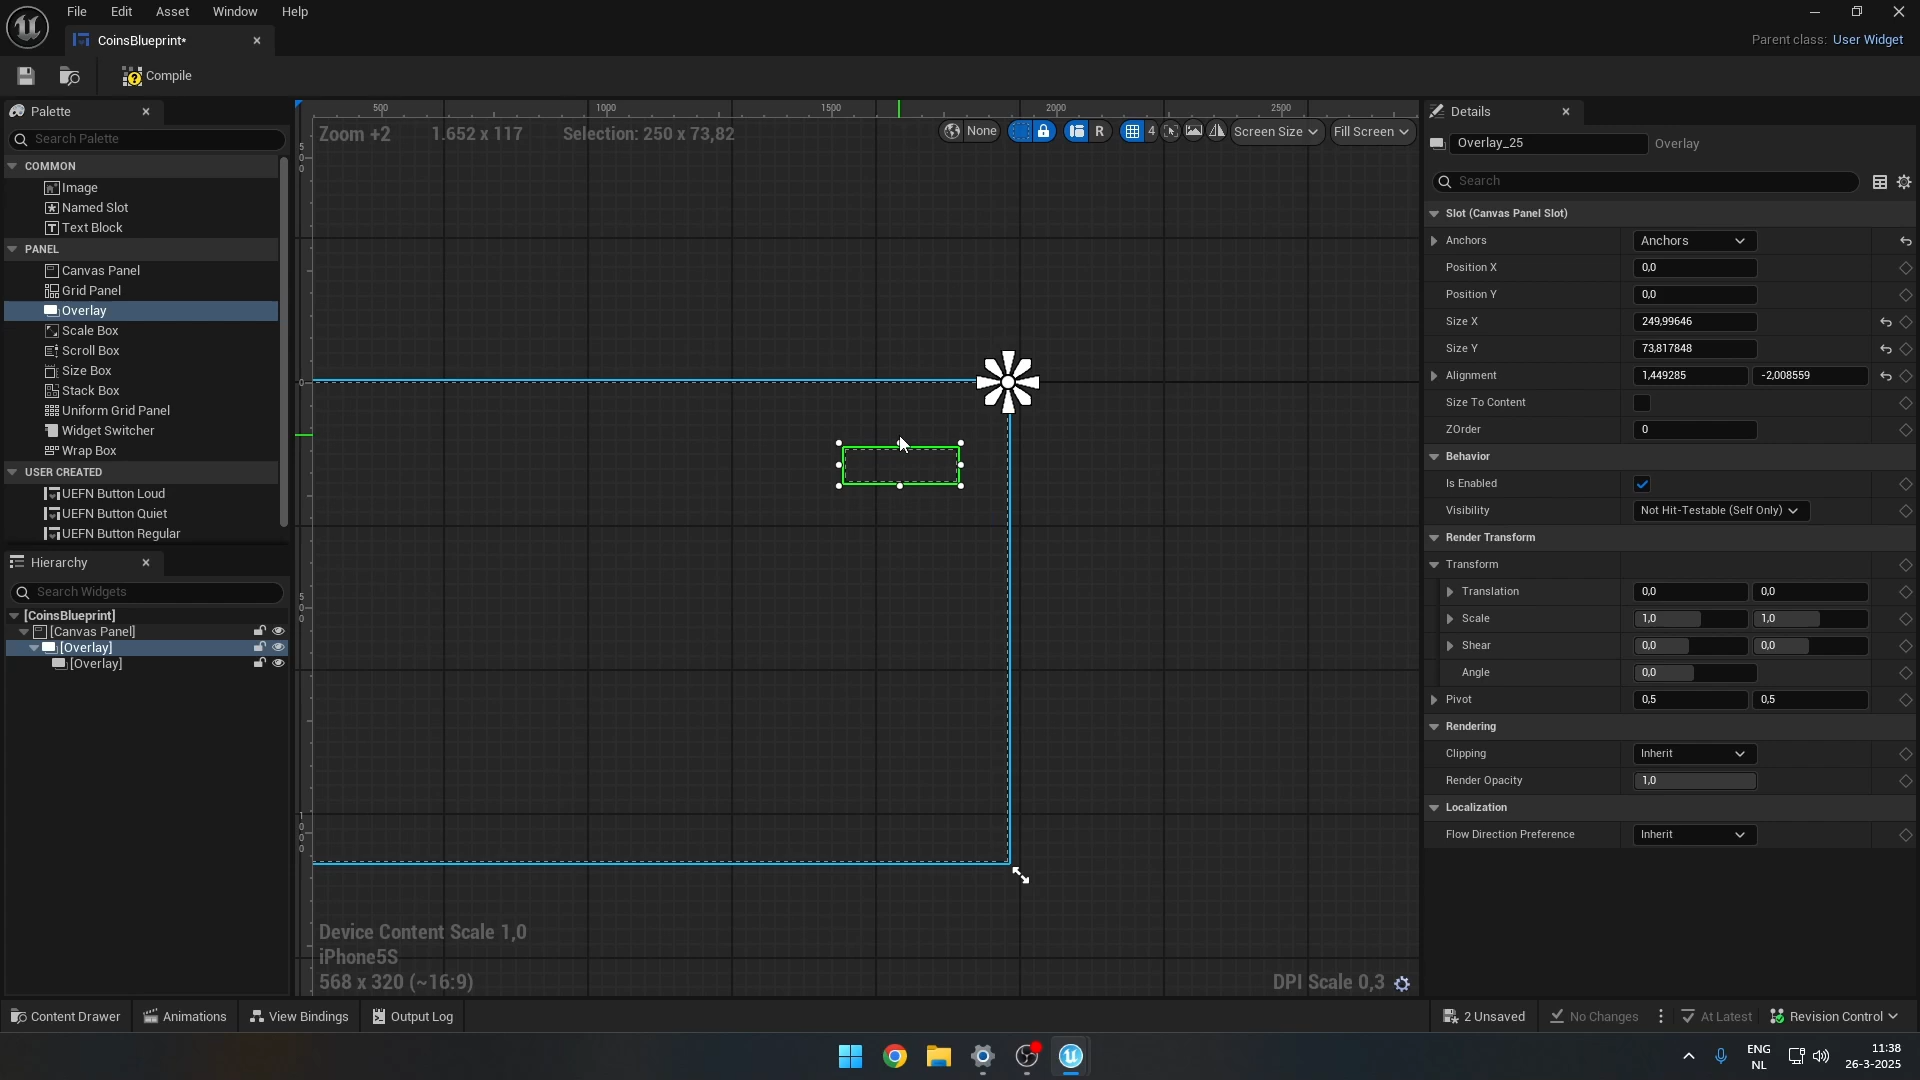 File Edit Asset Window Help
CoinsBlueprint*
Parent class: User Widget
Compile
Palette
Search Palette
COMMON
Image
Named Slot
Text Block
PANEL
Canvas Panel
Grid Panel
Overlay
Scale Box
Scroll Box
Size Box
Stack Box
Uniform Grid Panel
Widget Switcher
Wrap Box
USER CREATED
UEFN Button Loud
UEFN Button Quiet
UEFN Button Regular
Hierarchy
Search Widgets
[CoinsBlueprint]
[Canvas Panel]
[Overlay]
[Overlay]
500 1000 1500 2000 2500
Zoom +2 1.652 x 117 Selection: 250 x 73,82
None R 4 Screen Size Fill Screen
500
0
500
1000
Device Content Scale 1,0
iPhone5S
568 x 320 (~16:9)
DPI Scale 0,3
Details
Overlay_25 Overlay
Search
Slot (Canvas Panel Slot)
Anchors Anchors
Position X 0,0
Position Y 0,0
Size X 249,99646
Size Y 73,817848
Alignment 1,449285 -2,008559
Size To Content
ZOrder 0
Behavior
Is Enabled
Visibility Not Hit-Testable (Self Only)
Render Transform
Transform
Translation 0,0 0,0
Scale 1,0 1,0
Shear 0,0 0,0
Angle 0,0
Pivot 0,5 0,5
Rendering
Clipping Inherit
Render Opacity 1,0
Localization
Flow Direction Preference Inherit
Content Drawer Animations View Bindings Output Log
2 Unsaved No Changes At Latest Revision Control
ENG
NL
11:38
26-3-2025